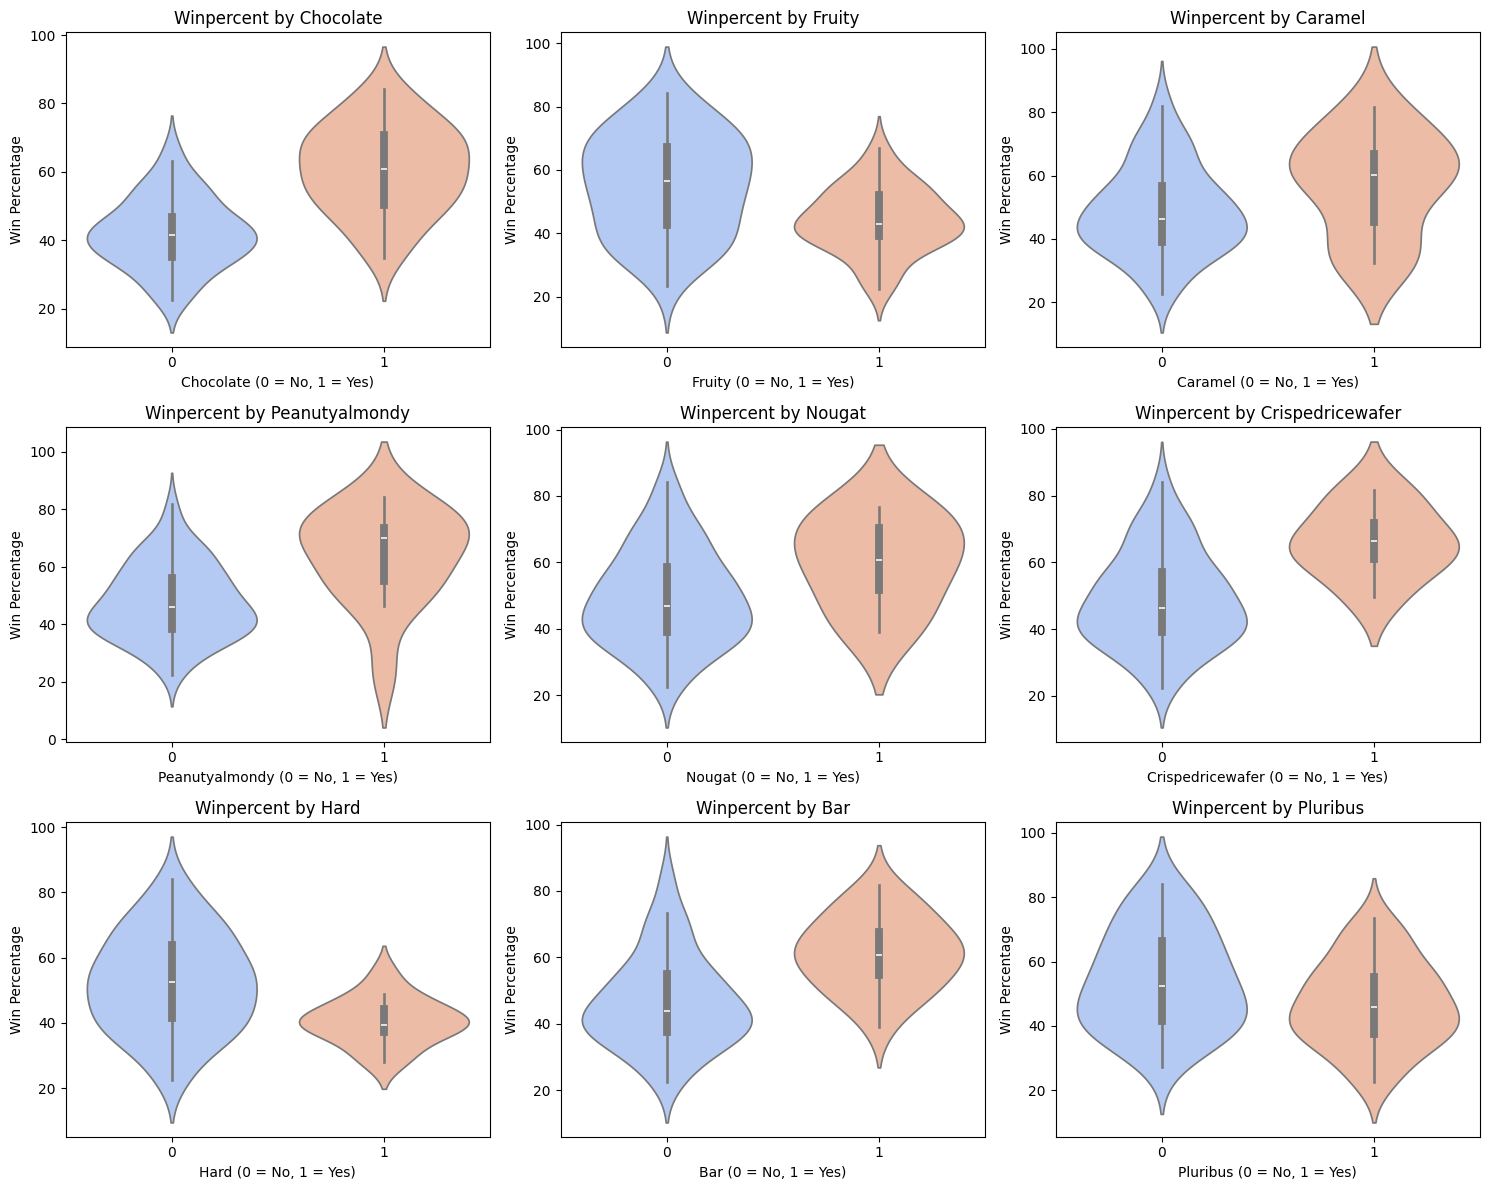 Winpercent by Chocolate
Winpercent by Fruity
Winpercent by Caramel
100
80
60
40
20
Win Percentage
0
1
Chocolate (0 = No, 1 = Yes)
100
80
60
40
20
Win Percentage
0
1
Fruity (0 = No, 1 = Yes)
100
80
60
40
20
Win Percentage
0
1
Caramel (0 = No, 1 = Yes)
Winpercent by Peanutyalmondy
Winpercent by Nougat
Winpercent by Crispedricewafer
100
80
60
40
20
0
Win Percentage
0
1
Peanutyalmondy (0 = No, 1 = Yes)
100
80
60
40
20
Win Percentage
0
1
Nougat (0 = No, 1 = Yes)
100
80
60
40
20
Win Percentage
0
1
Crispedricewafer (0 = No, 1 = Yes)
Winpercent by Hard
Winpercent by Bar
Winpercent by Pluribus
100
80
60
40
20
Win Percentage
0
1
Hard (0 = No, 1 = Yes)
100
80
60
40
20
Win Percentage
0
1
Bar (0 = No, 1 = Yes)
100
80
60
40
20
Win Percentage
0
1
Pluribus (0 = No, 1 = Yes)